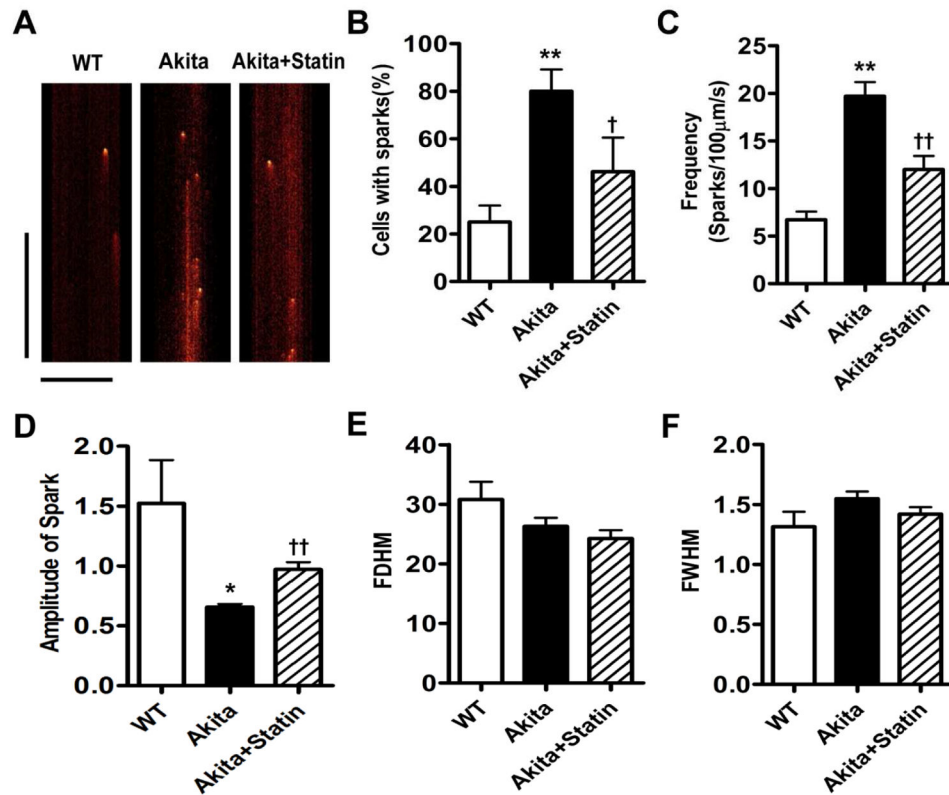 A
WT
Akita
Akita+Statin
B
Cells with sparks(%)
100
80
60
40
20
0
**
†
WT
Akita
Akita+Statin
C
Frequency
(Sparks/100μm/s)
25
20
15
10
5
0
**
††
WT
Akita
Akita+Statin
D
Amplitude of Spark
2.0
1.5
1.0
0.5
0.0
*
††
WT
Akita
Akita+Statin
E
FDHM
40
30
20
10
0
WT
Akita
Akita+Statin
F
FWHM
2.0
1.5
1.0
0.5
0.0
WT
Akita
Akita+Statin